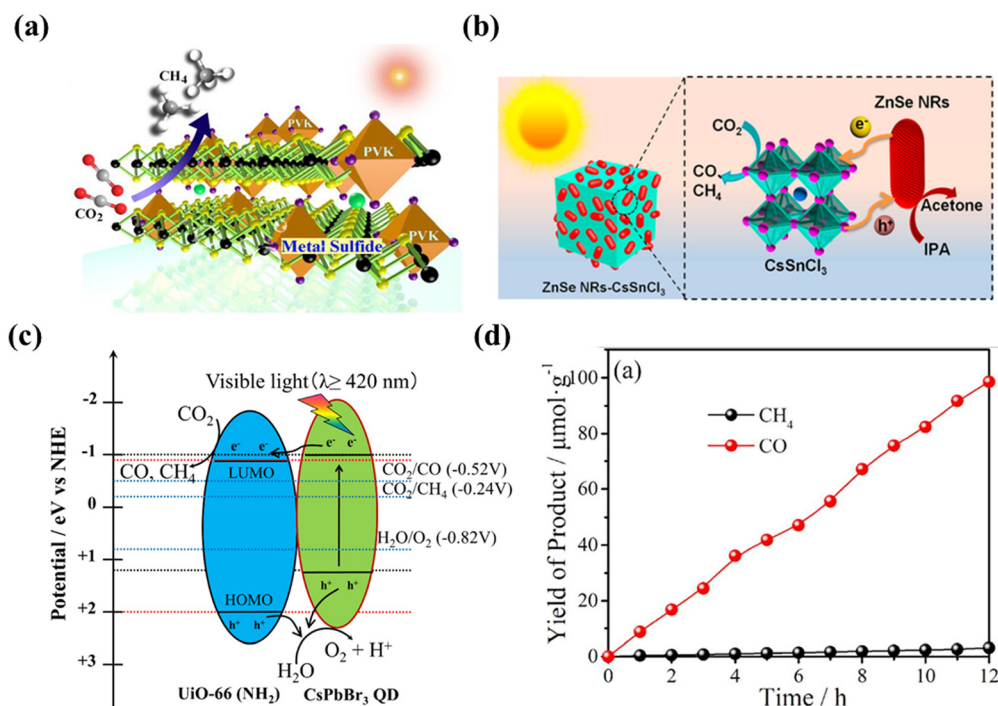 (a)
CH4
PVK
PVK
PVK
PVK
CO2
Metal Sulfide
(b)
ZnSe NRs
e-
CO2
CO,
CH4
Acetone
h+
IPA
CsSnCl3
ZnSe NRs-CsSnCl3
(c)
Potential / eV vs NHE
-2
-1
0
+1
+2
+3
Visible light (λ≥ 420 nm)
CO2
e- e-
e-
e- e-
CO, CH4
LUMO
CO2/CO (-0.52V)
CO2/CH4 (-0.24V)
H2O/O2 (-0.82V)
h+ h+
HOMO
h+ h+
O2 + H+
H2O
UiO-66 (NH2)
CsPbBr3 QD
(d)
(a)
CH4
CO
Yield of Product / μmol·g-1
100
80
60
40
20
0
0 2 4 6 8 10 12
Time / h